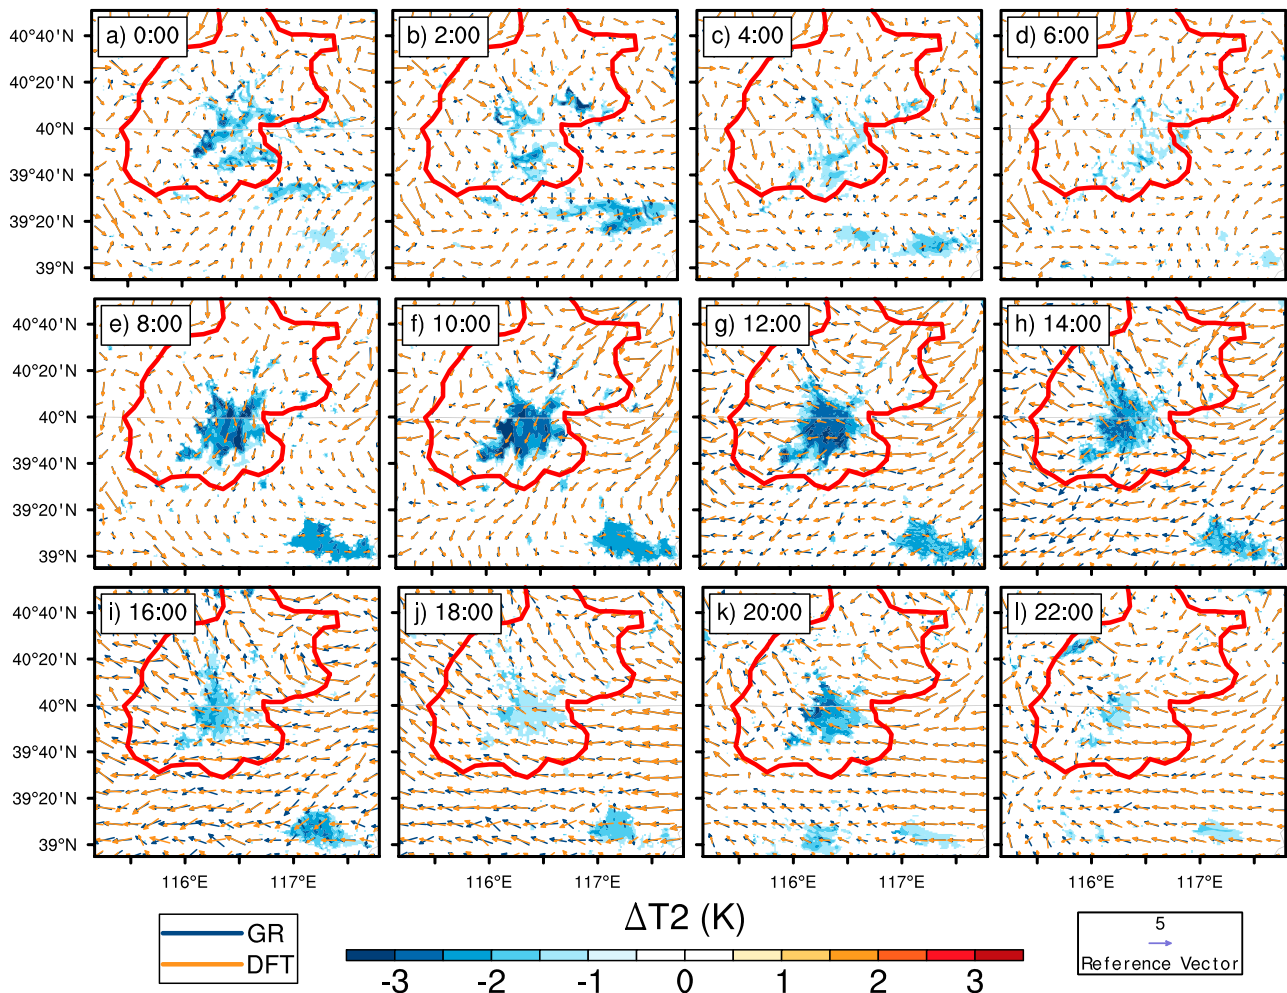 a) 0:00
b) 2:00
c) 4:00
d) 6:00
40°40'N
40°20'N
40°N
39°40'N
39°20'N
39°N
e) 8:00
f) 10:00
g) 12:00
h) 14:00
40°40'N
40°20'N
40°N
39°40'N
39°20'N
39°N
i) 16:00
j) 18:00
k) 20:00
l) 22:00
40°40'N
40°20'N
40°N
39°40'N
39°20'N
39°N
116°E 117°E
116°E 117°E
116°E 117°E
116°E 117°E
GR
DFT
ΔT2 (K)
-3 -2 -1 0 1 2 3
5
Reference Vector